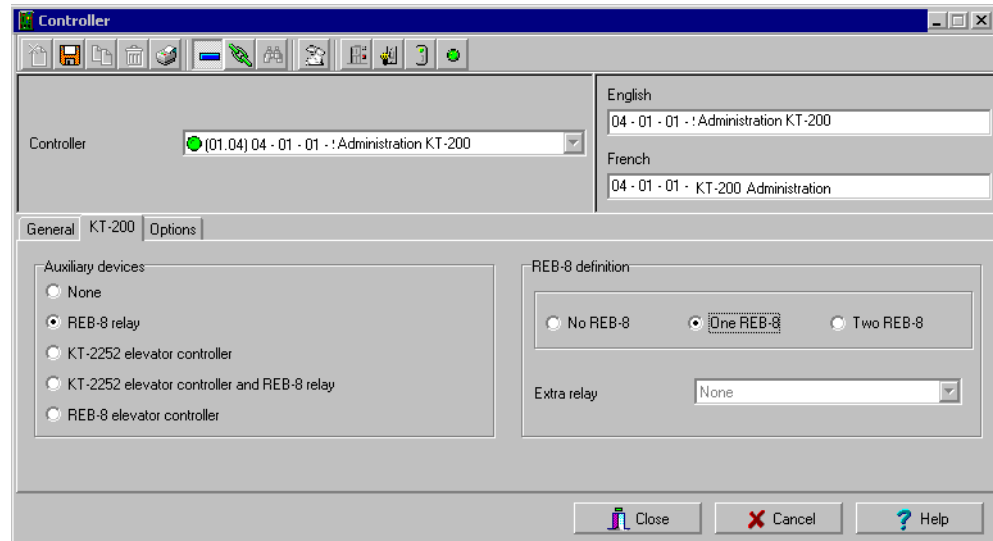 Controller
English
04 - 01 - 01 - : Administration KT-200
Controller
(01.04) 04 - 01 - 01 - : Administration KT-200
French
04 - 01 - 01 - KT-200 Administration
General KT-200 Options
Auxiliary devices
None
REB-8 relay
KT-2252 elevator controller
KT-2252 elevator controller and REB-8 relay
REB-8 elevator controller
REB-8 definition
No REB-8 One REB-8 Two REB-8
Extra relay None
Close Cancel Help